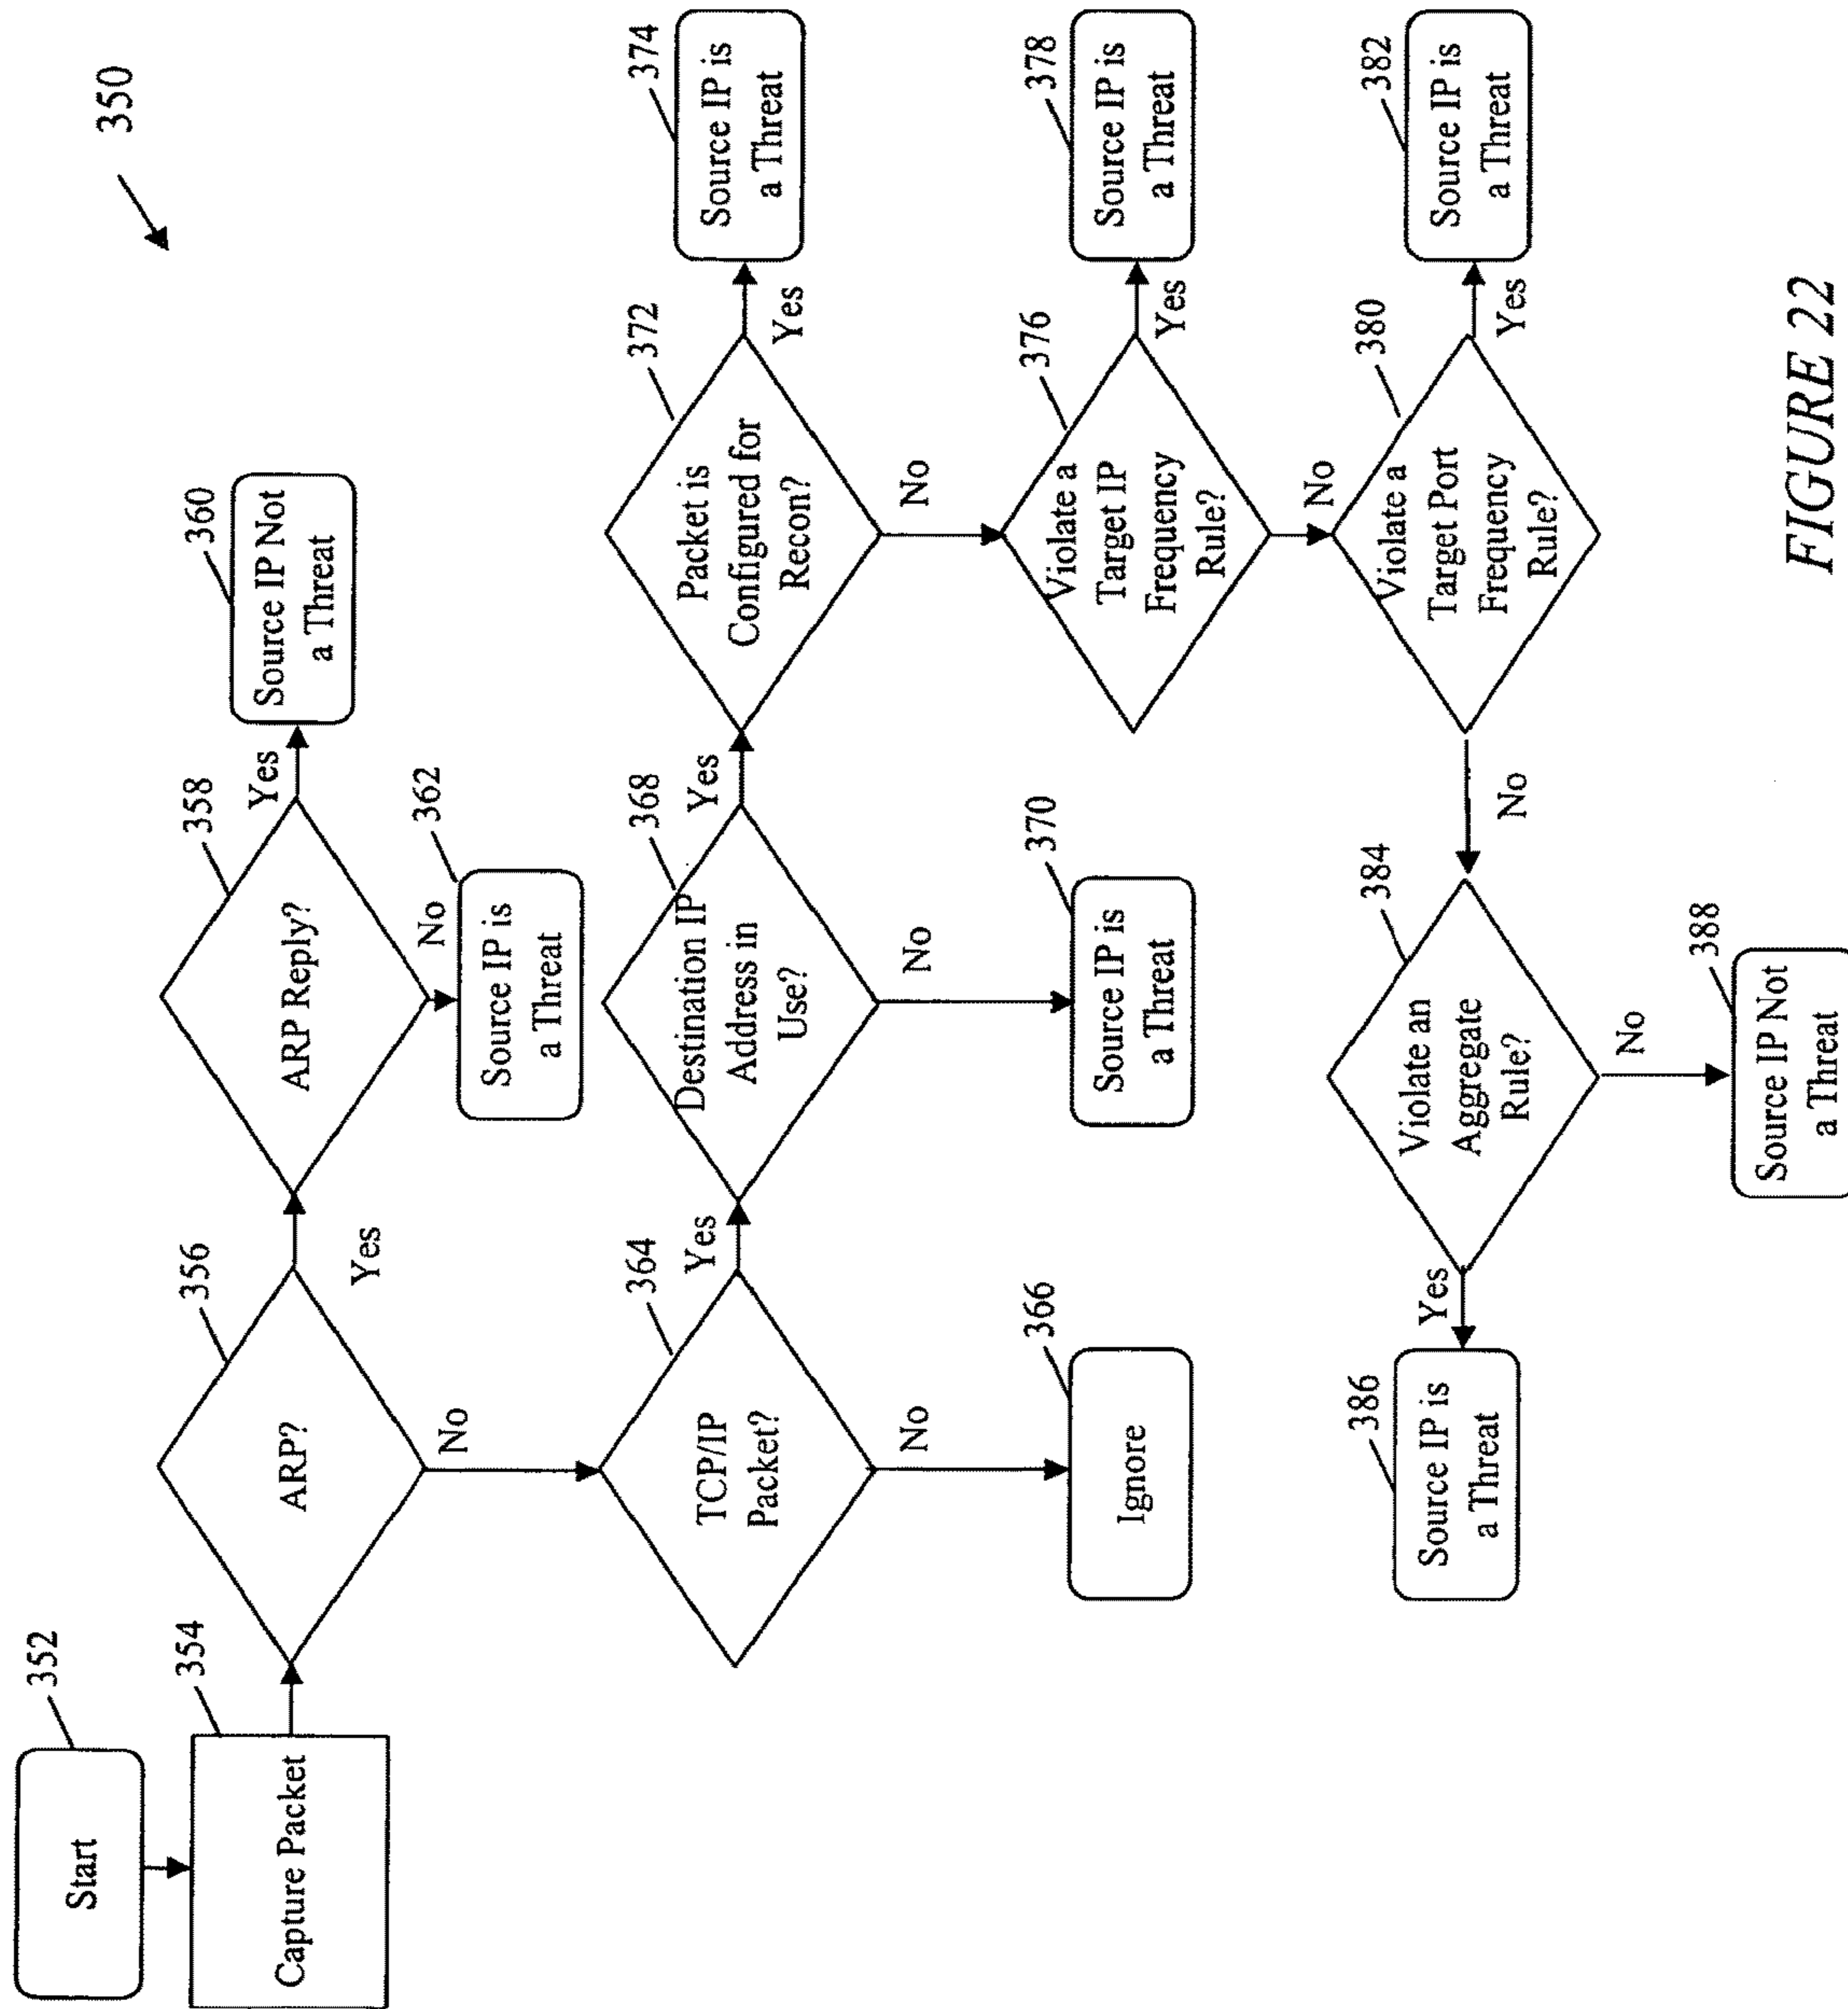 350
352
Start
354
Capture Packet
356
ARP?
Yes
No
358
ARP Reply?
Yes
No
360
Source IP Not
a Threat
362
Source IP is
a Threat
364
TCP/IP
Packet?
Yes
No
366
Ignore
368
Destination IP
Address in
Use?
Yes
No
370
Source IP is
a Threat
372
Packet is
Configured for
Recon?
Yes
No
374
Source IP is
a Threat
376
Violate a
Target IP
Frequency
Rule?
Yes
No
378
Source IP is
a Threat
380
Violate a
Target Port
Frequency
Rule?
Yes
No
382
Source IP is
a Threat
384
Violate an
Aggregate
Rule?
Yes
No
386
Source IP is
a Threat
388
Source IP Not
a Threat
FIGURE 22